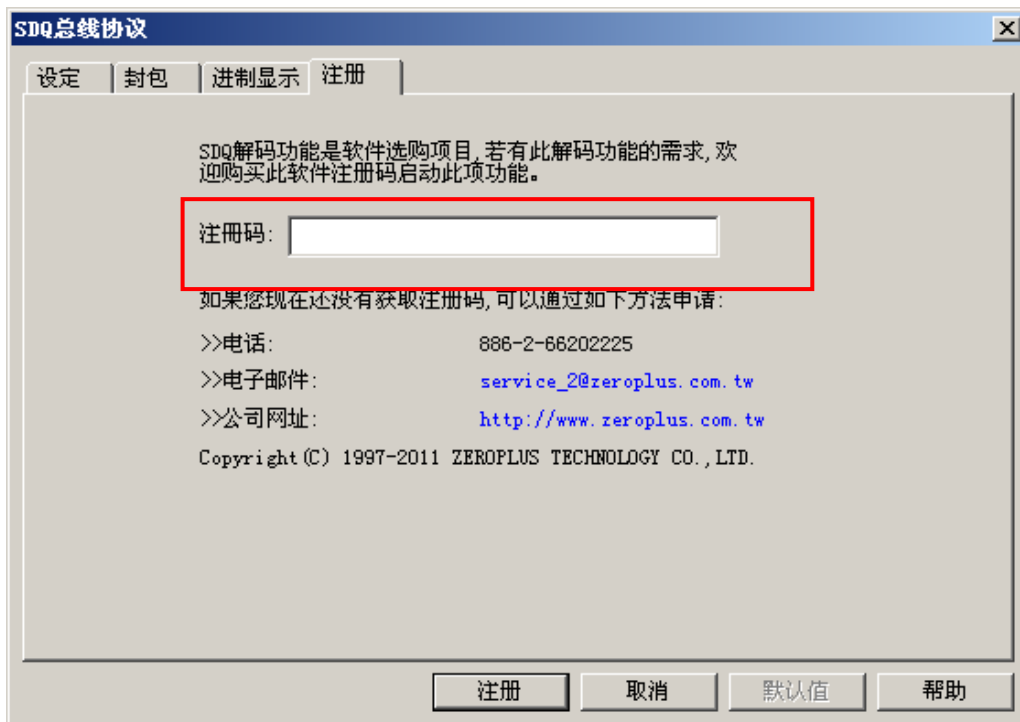 SDQ总线协议
设定 封包 进制显示 注册
SDQ解码功能是软件选购项目,若有此解码功能的需求,欢
迎购买此软件注册码启动此项功能。
注册码:
如果您现在还没有获取注册码,可以通过如下方法申请:
>>电话: 886-2-66202225
>>电子邮件: service_2@zeroplus.com.tw
>>公司网址: http://www.zeroplus.com.tw
Copyright(C) 1997-2011 ZEROPLUS TECHNOLOGY CO.,LTD.
注册 取消 默认值 帮助